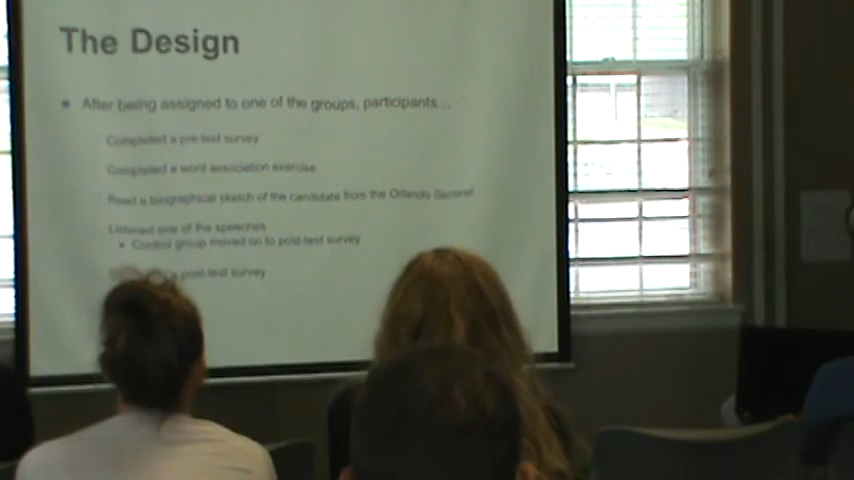 The Design
After being assigned to one of the groups, participants...
Completed a pre-test survey
Completed a word association exercise
Read a biographical sketch of the candidate from the Orlando Sentinel
Listened one of the speeches
Control group moved on to post-test survey
a post-test survey